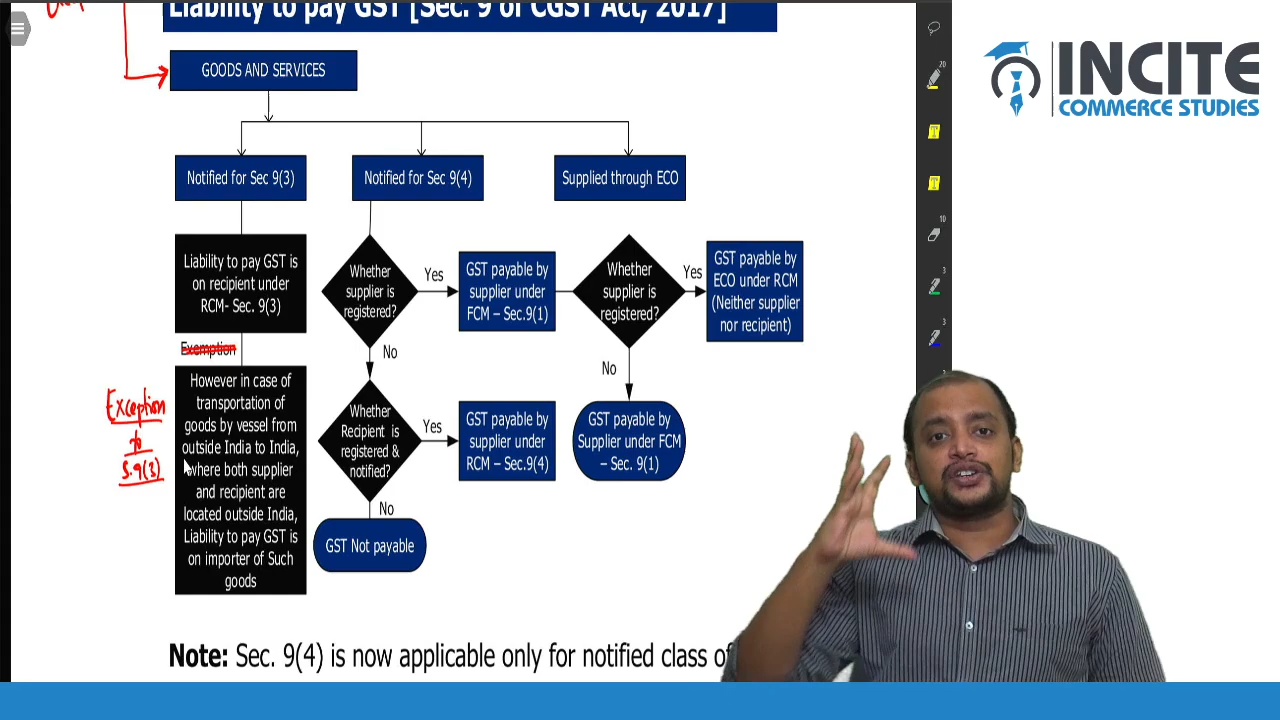 Liability to pay GST [Sec. 9 of CGST Act, 2017]
INCITE
COMMERCE STUDIES
GOODS AND SERVICES
Notified for Sec 9(3)
Notified for Sec 9(4)
Supplied through ECO
Liability to pay GST is
on recipient under
RCM- Sec. 9(3)
Whether
supplier is
registered?
Yes
GST payable by
supplier under
FCM – Sec.9(1)
Whether
supplier is
registered?
Yes
GST payable by
ECO under RCM
(Neither supplier
nor recipient)
Exemption
No
No
Exception
to
S.9(3)
However in case of
transportation of
goods by vessel from
outside India to India,
where both supplier
and recipient are
located outside India,
Liability to pay GST is
on importer of Such
goods
Whether
Recipient is
registered &
notified?
Yes
GST payable by
supplier under
RCM – Sec.9(4)
GST payable by
Supplier under FCM
– Sec. 9(1)
No
GST Not payable
Note: Sec. 9(4) is now applicable only for notified class of
20
10
3
3